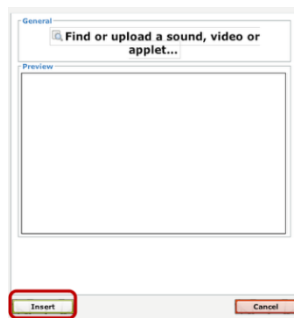 General
Find or upload a sound, video or
applet...
Preview
Insert
Cancel